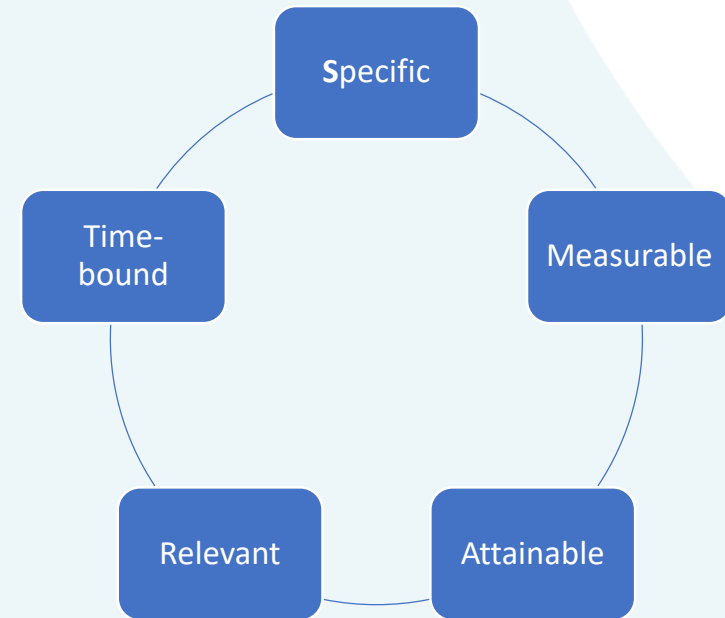 Specific
Measurable
Attainable
Relevant
Time-
bound